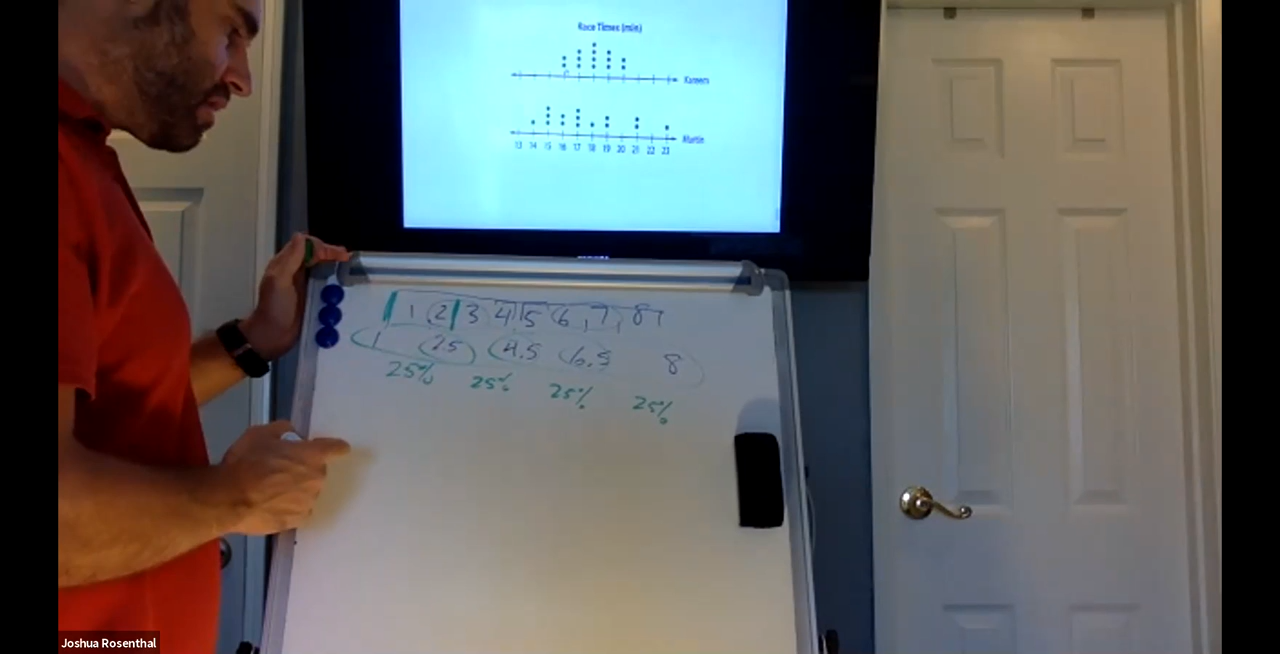 Race Times (min)
Kareem
Martin
13 14 15 16 17 18 19 20 21 22 23
1 2 3 4 5 6 7 8
1 2.5 4.5 6.5 8
25% 25% 25% 25%
Joshua Rosenthal